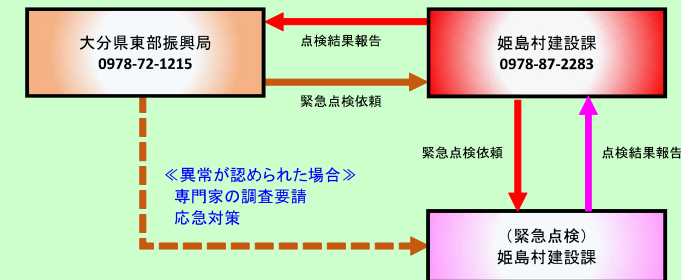 大分県東部振興局
0978-72-1215
点検結果報告
緊急点検依頼
姫島村建設課
0978-87-2283
緊急点検依頼
点検結果報告
≪異常が認められた場合≫
専門家の調査要請
応急対策
(緊急点検)
姫島村建設課